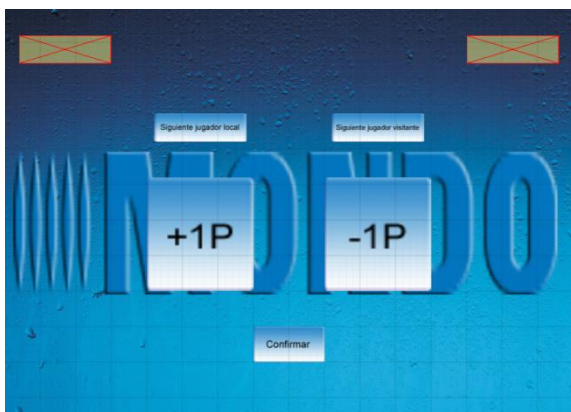 Siguiente jugador local
Siguiente jugador visitante
MONDO
+1P
-1P
Confirmar